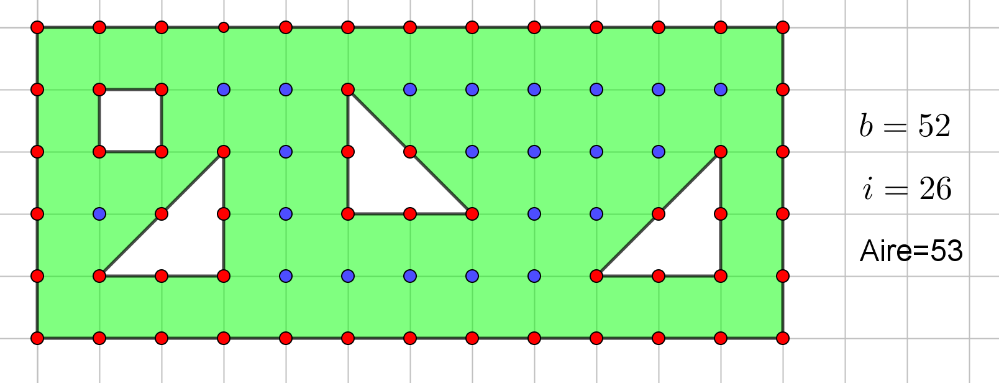 b = 52
i = 26
Aire=53